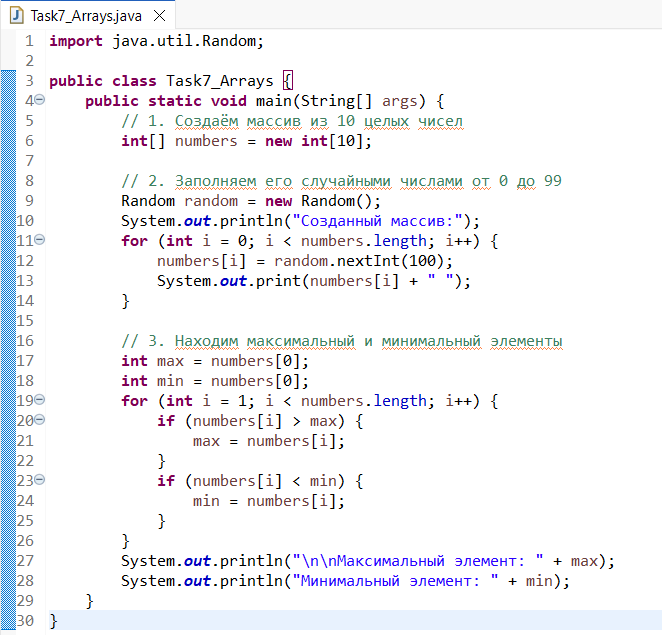 Task7_Arrays.java
1 import java.util.Random;
2
3 public class Task7_Arrays {
4     public static void main(String[] args) {
5         // 1. Создаём массив из 10 целых чисел
6         int[] numbers = new int[10];
7
8         // 2. Заполняем его случайными числами от 0 до 99
9         Random random = new Random();
10         System.out.println("Созданный массив:");
11         for (int i = 0; i < numbers.length; i++) {
12             numbers[i] = random.nextInt(100);
13             System.out.print(numbers[i] + " ");
14         }
15
16         // 3. Находим максимальный и минимальный элементы
17         int max = numbers[0];
18         int min = numbers[0];
19         for (int i = 1; i < numbers.length; i++) {
20             if (numbers[i] > max) {
21                 max = numbers[i];
22             }
23             if (numbers[i] < min) {
24                 min = numbers[i];
25             }
26         }
27         System.out.println("\n\nМаксимальный элемент: " + max);
28         System.out.println("Минимальный элемент: " + min);
29     }
30 }